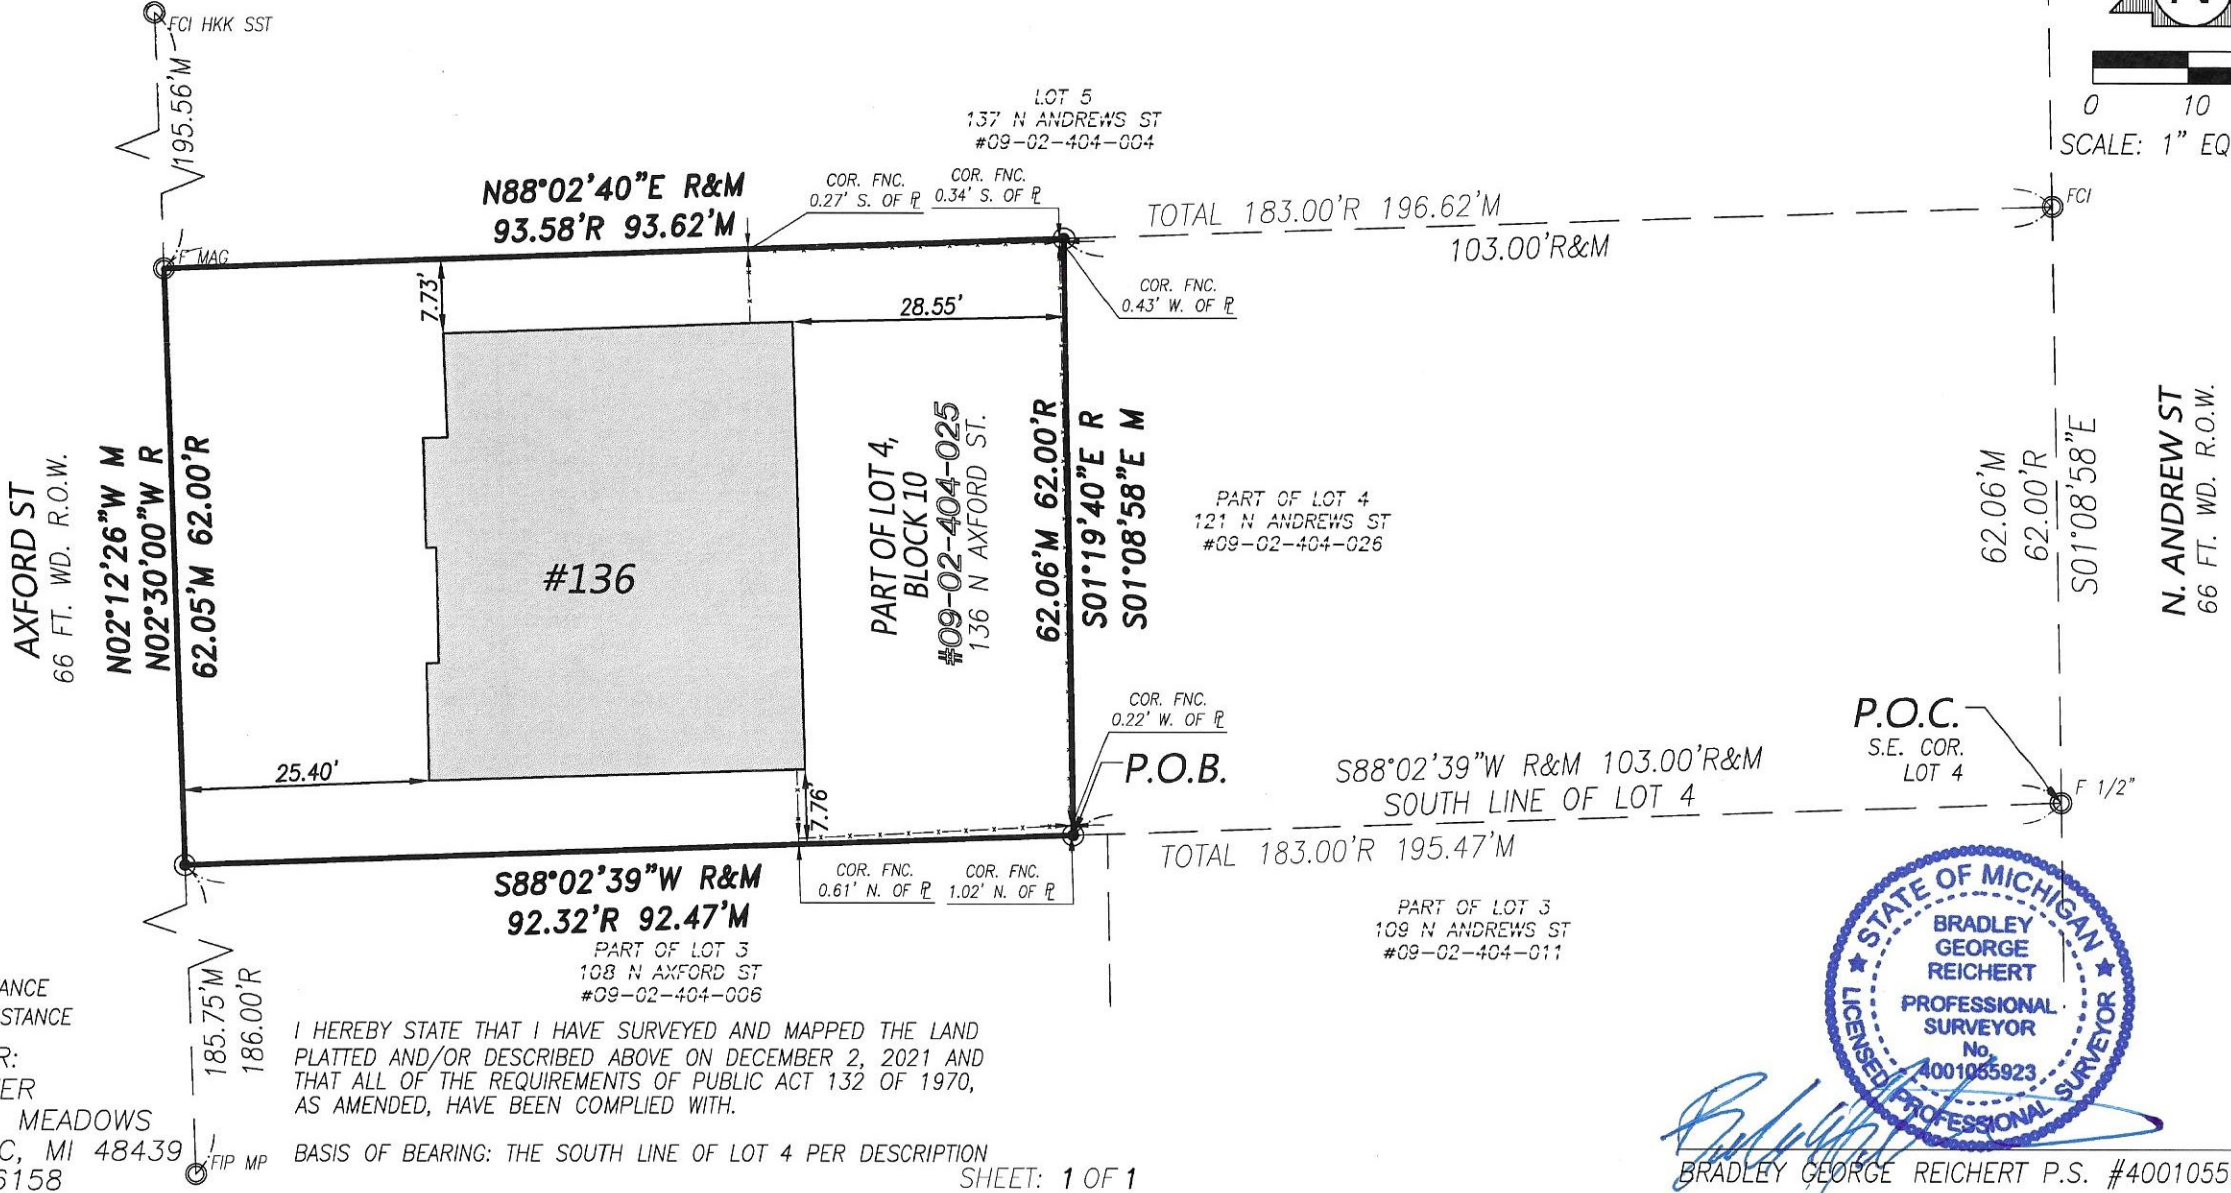 FCI HKK SST
195.56'M
LOT 5
137 N ANDREWS ST
#09-02-404-004
0 10
SCALE: 1" EQ
N88°02'40"E R&M
93.58'R 93.62'M
COR. FNC.
0.27' S. OF ℄
COR. FNC.
0.34' S. OF ℄
TOTAL 183.00'R 196.62'M
103.00'R&M
FCI
F MAG
7.73'
28.55'
COR. FNC.
0.43' W. OF ℄
AXFORD ST
66 FT. WD. R.O.W.
N02°12'26"W M
N02°30'00"W R
62.05'M 62.00'R
#136
PART OF LOT 4,
BLOCK 10
#09-02-404-025
136 N AXFORD ST.
62.06'M 62.00'R
S01°19'40"E R
S01°08'58"E M
PART OF LOT 4
121 N ANDREWS ST
#09-02-404-026
62.06'M
62.00'R
S01°08'58"E
N. ANDREW ST
66 FT. WD. R.O.W.
25.40'
7.76'
COR. FNC.
0.22' W. OF ℄
P.O.B.
P.O.C.
S.E. COR.
LOT 4
F 1/2"
S88°02'39"W R&M 103.00'R&M
SOUTH LINE OF LOT 4
TOTAL 183.00'R 195.47'M
S88°02'39"W R&M
92.32'R 92.47'M
COR. FNC.
0.61' N. OF ℄
COR. FNC.
1.02' N. OF ℄
PART OF LOT 3
108 N AXFORD ST
#09-02-404-006
PART OF LOT 3
109 N ANDREWS ST
#09-02-404-011
185.75'M
186.00'R
FIP MP
ANCE
STANCE
R:
ER
MEADOWS
C, MI 48439
6158
I HEREBY STATE THAT I HAVE SURVEYED AND MAPPED THE LAND
PLATTED AND/OR DESCRIBED ABOVE ON DECEMBER 2, 2021 AND
THAT ALL OF THE REQUIREMENTS OF PUBLIC ACT 132 OF 1970,
AS AMENDED, HAVE BEEN COMPLIED WITH.
BASIS OF BEARING: THE SOUTH LINE OF LOT 4 PER DESCRIPTION
SHEET: 1 OF 1
STATE OF MICHIGAN
BRADLEY
GEORGE
REICHERT
PROFESSIONAL
SURVEYOR
No.
4001055923
LICENSED PROFESSIONAL SURVEYOR
BRADLEY GEORGE REICHERT P.S. #4001055